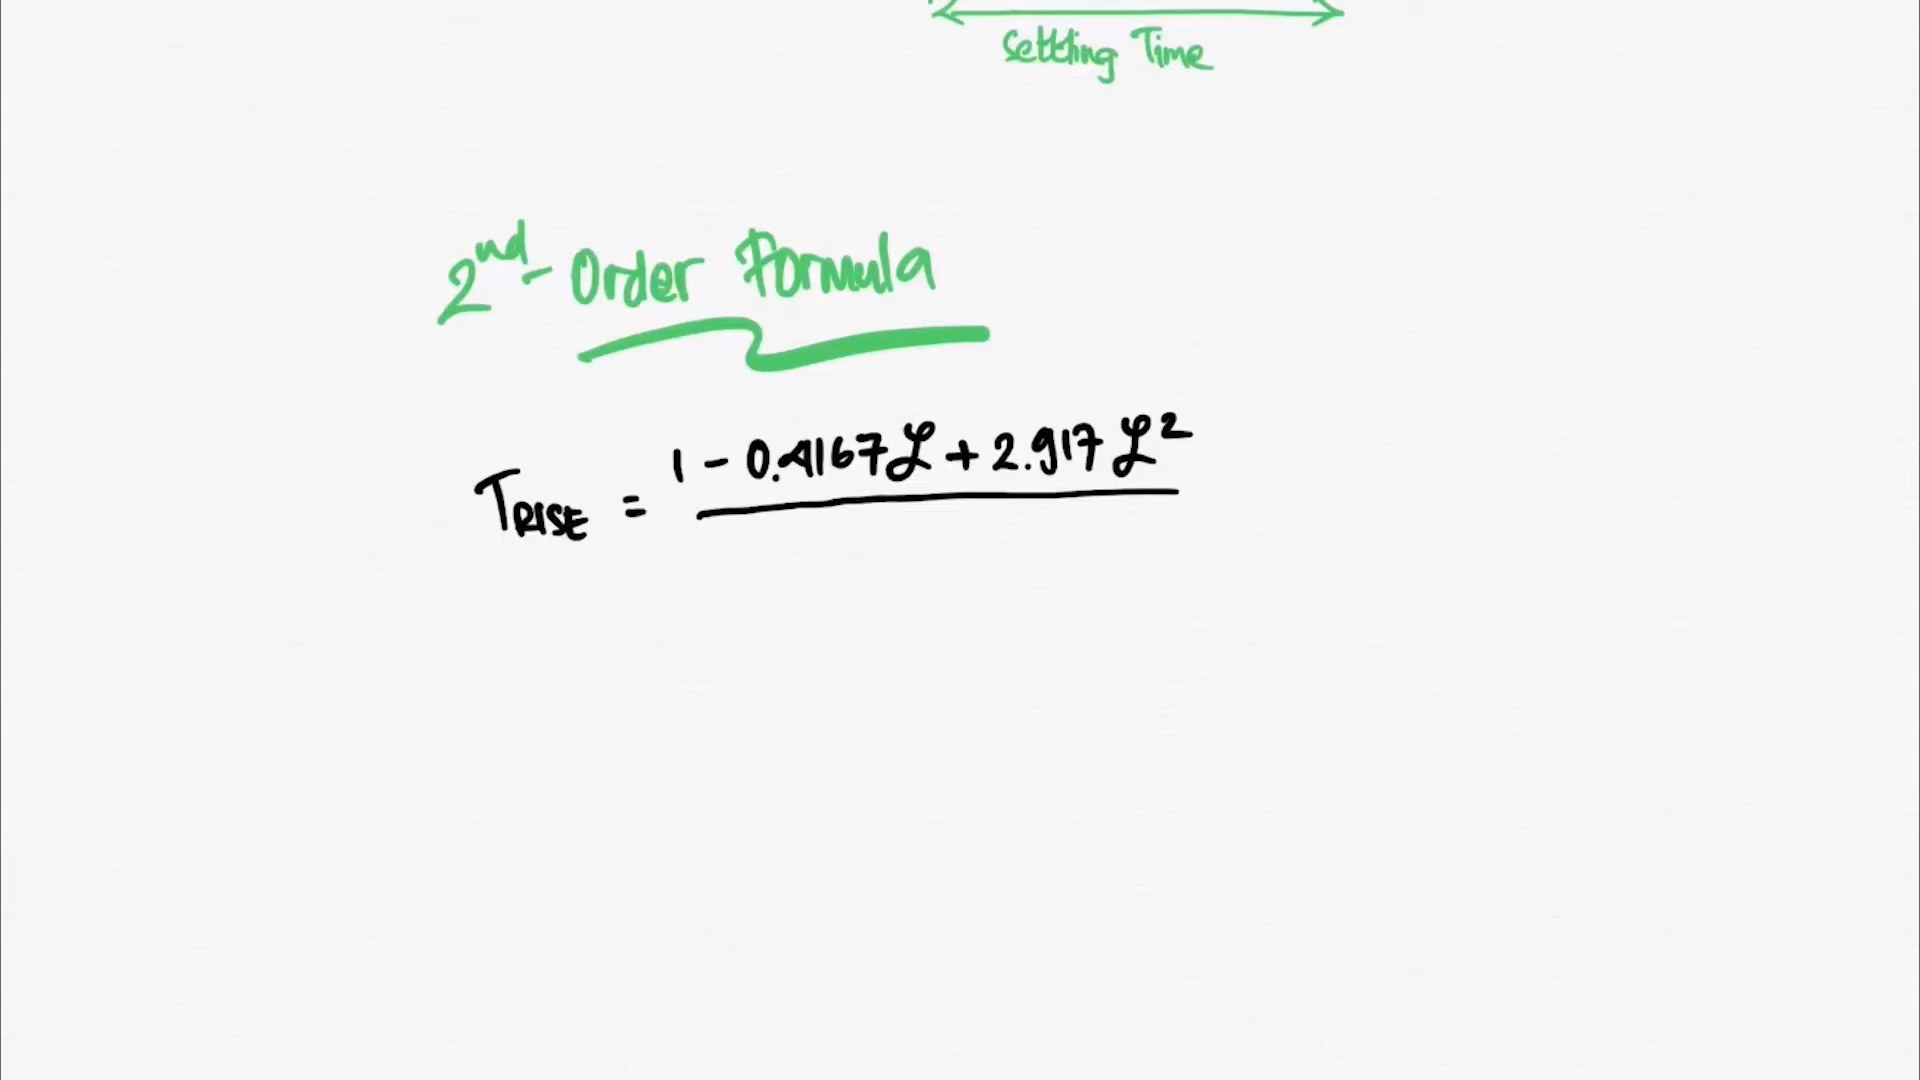 Settling Time
2nd-Order Formula
TRISE = 1 - 0.4167ζ + 2.917ζ²